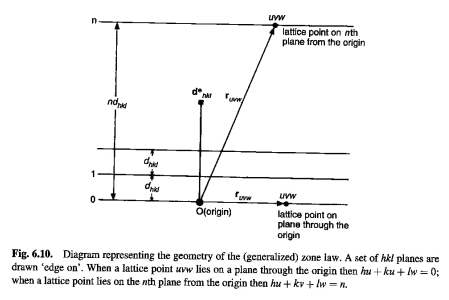 n
uvw
lattice point on nth
plane from the origin
d*hkl
ruvw
ndhkl
dhkl
1
dhkl
0
ruvw
uvw
O(origin)
lattice point on
plane through the
origin
Fig. 6.10. Diagram representing the geometry of the (generalized) zone law. A set of hkl planes are
drawn 'edge on'. When a lattice point uvw lies on a plane through the origin then hu + ku + lw = 0;
when a lattice point lies on the nth plane from the origin then hu + kv + lw = n.